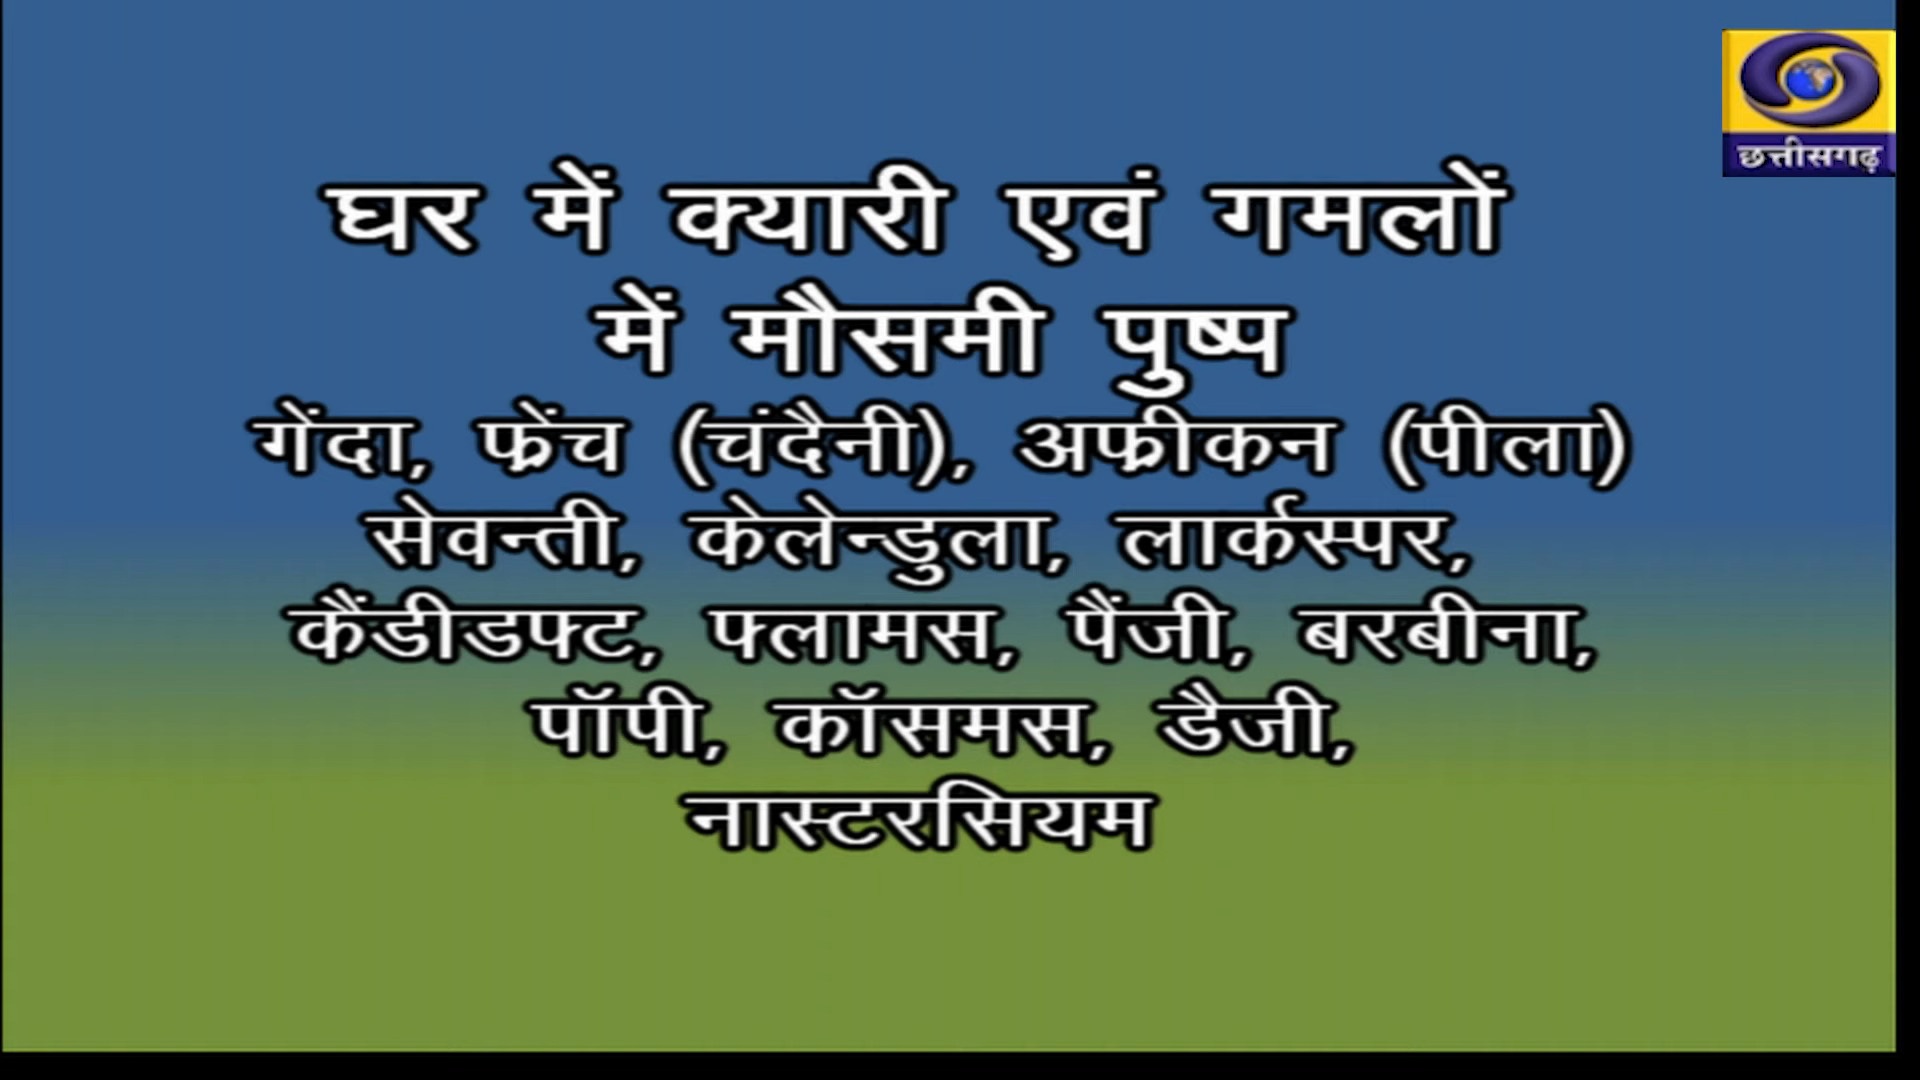 छत्तीसगढ़
घर में क्यारी एवं गमलों
में मौसमी पुष्प
गेंदा, फ्रेंच (चंदैनी), अफ्रीकन (पीला)
सेवन्ती, केलेन्डुला, लार्कस्पर,
कैंडीडफ्ट, फ्लामस, पैंजी, बरबीना,
पॉपी, कॉसमस, डैजी,
नास्टरसियम